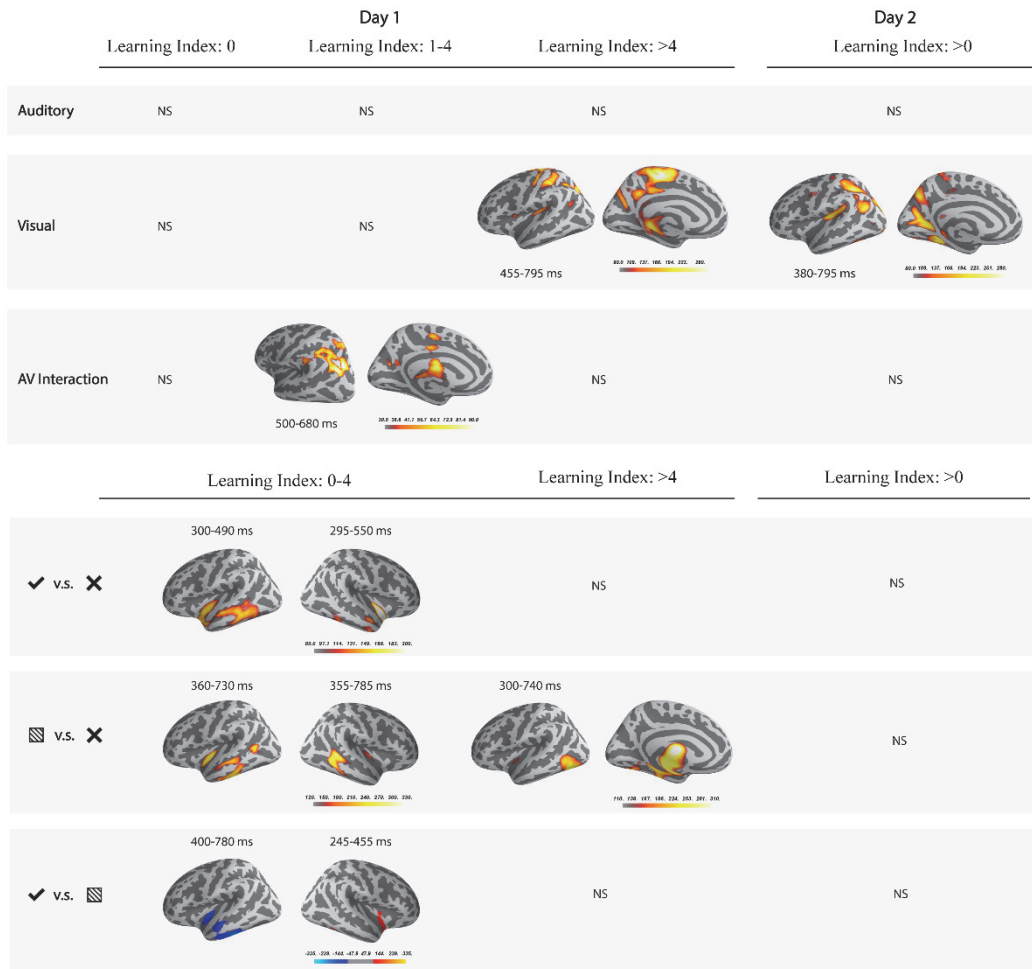 Day 1 Day 2
Learning Index: 0 Learning Index: 1-4 Learning Index: >4 Learning Index: >0
Auditory NS NS NS NS
Visual NS NS
455-795 ms 380-795 ms
AV Interaction NS NS NS
500-680 ms
Learning Index: 0-4 Learning Index: >4 Learning Index: >0
300-490 ms 295-550 ms
✔ v.s. ✖ NS NS
360-730 ms 355-785 ms 300-740 ms
▨ v.s. ✖ NS
400-780 ms 245-455 ms
✔ v.s. ▨ NS NS